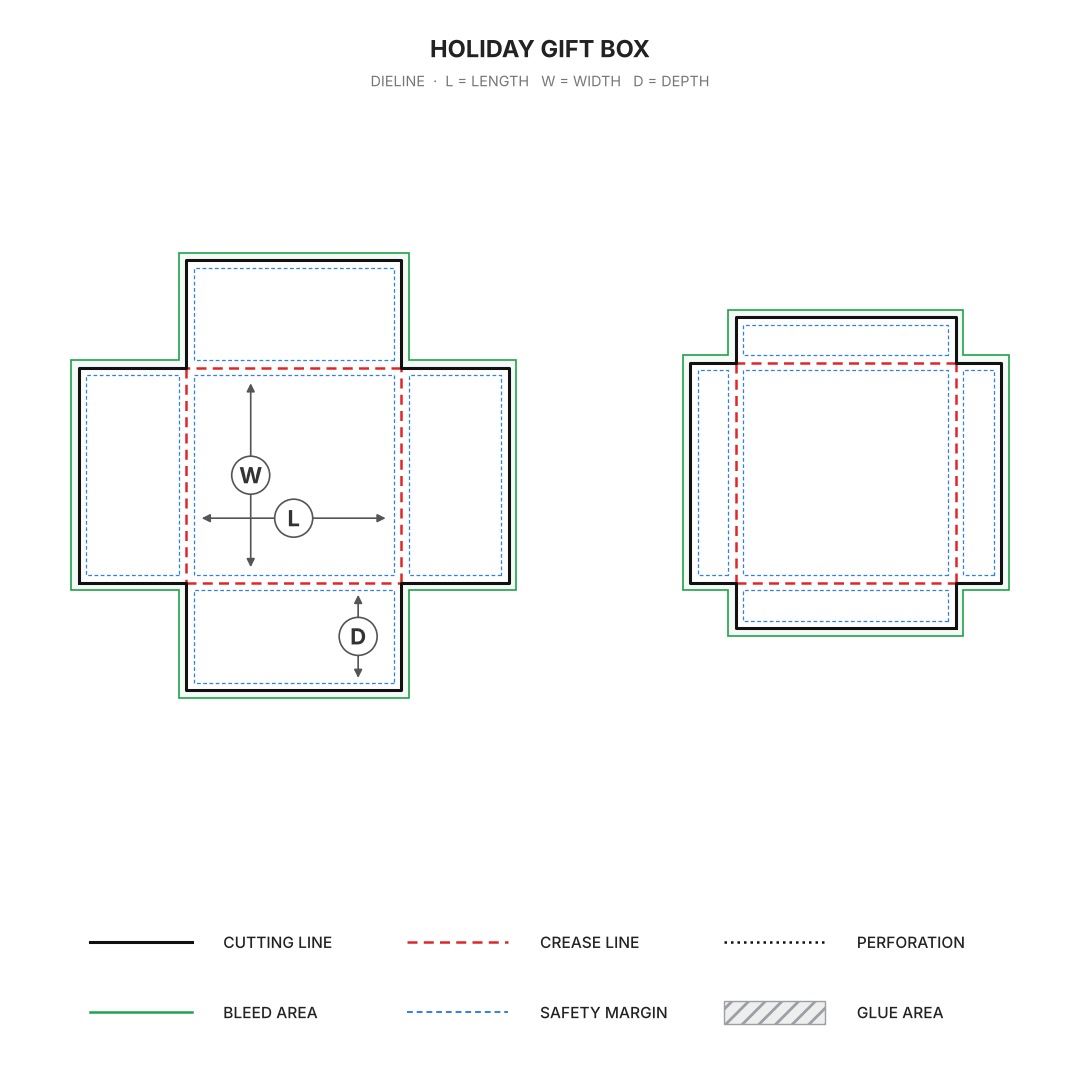 HOLIDAY GIFT BOX
DIELINE · L = LENGTH W = WIDTH D = DEPTH
W
L
D
CUTTING LINE
CREASE LINE
PERFORATION
BLEED AREA
SAFETY MARGIN
GLUE AREA